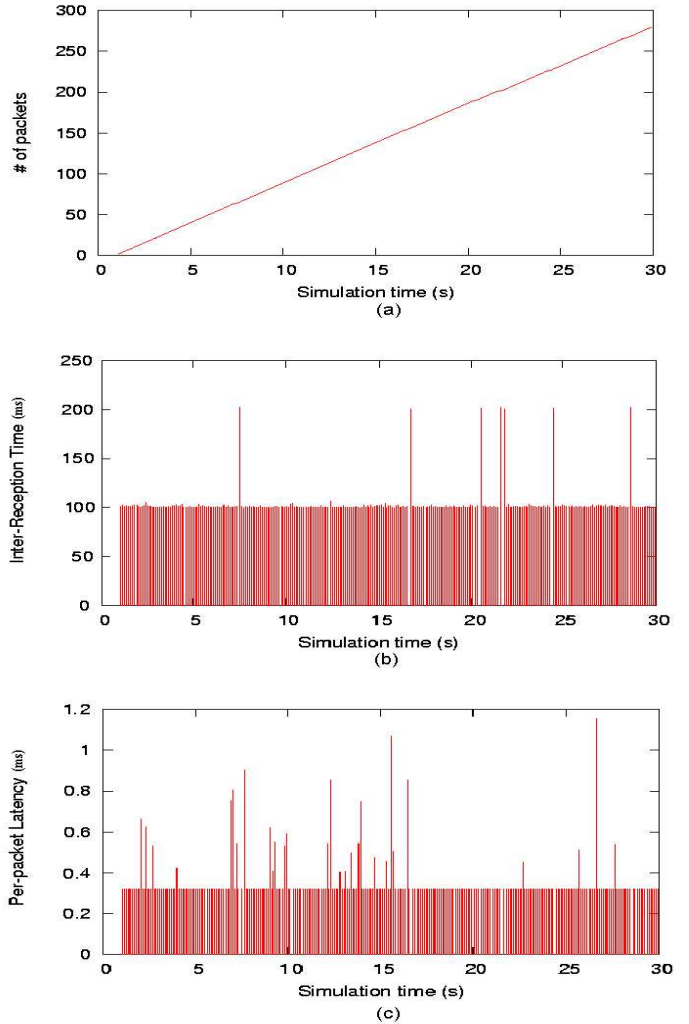 300
250
200
150
100
50
0
# of packets
0 5 10 15 20 25 30
Simulation time (s)
(a)
250
200
150
100
50
0
Inter-Reception Time (ms)
0 5 10 15 20 25 30
Simulation time (s)
(b)
1.2
1
0.8
0.6
0.4
0.2
0
Per-packet Latency (ms)
0 5 10 15 20 25 30
Simulation time (s)
(c)